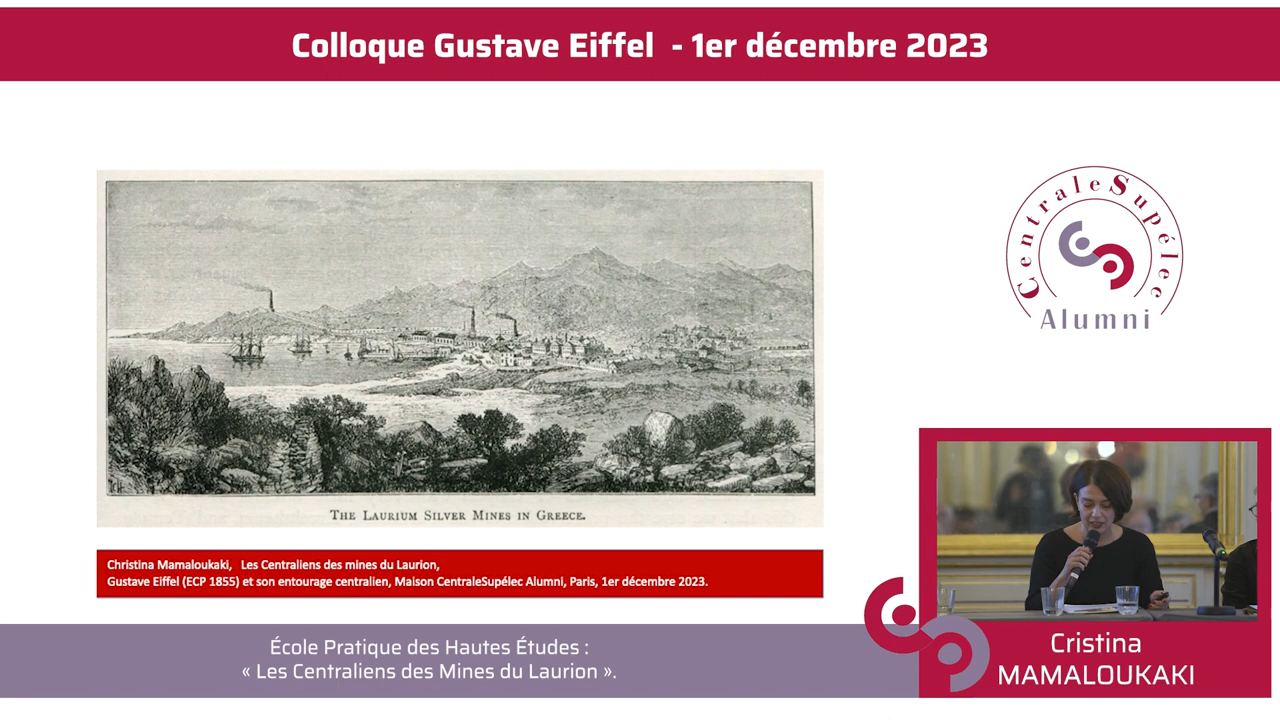 Colloque Gustave Eiffel - 1er décembre 2023
CentraleSupélec
Alumni
THE LAURIUM SILVER MINES IN GREECE.
Christina Mamaloukaki, Les Centraliens des mines du Laurion,
Gustave Eiffel (ECP 1855) et son entourage centralien, Maison CentraleSupélec Alumni, Paris, 1er décembre 2023.
École Pratique des Hautes Études :
« Les Centraliens des Mines du Laurion ».
Cristina
MAMALOUKAKI